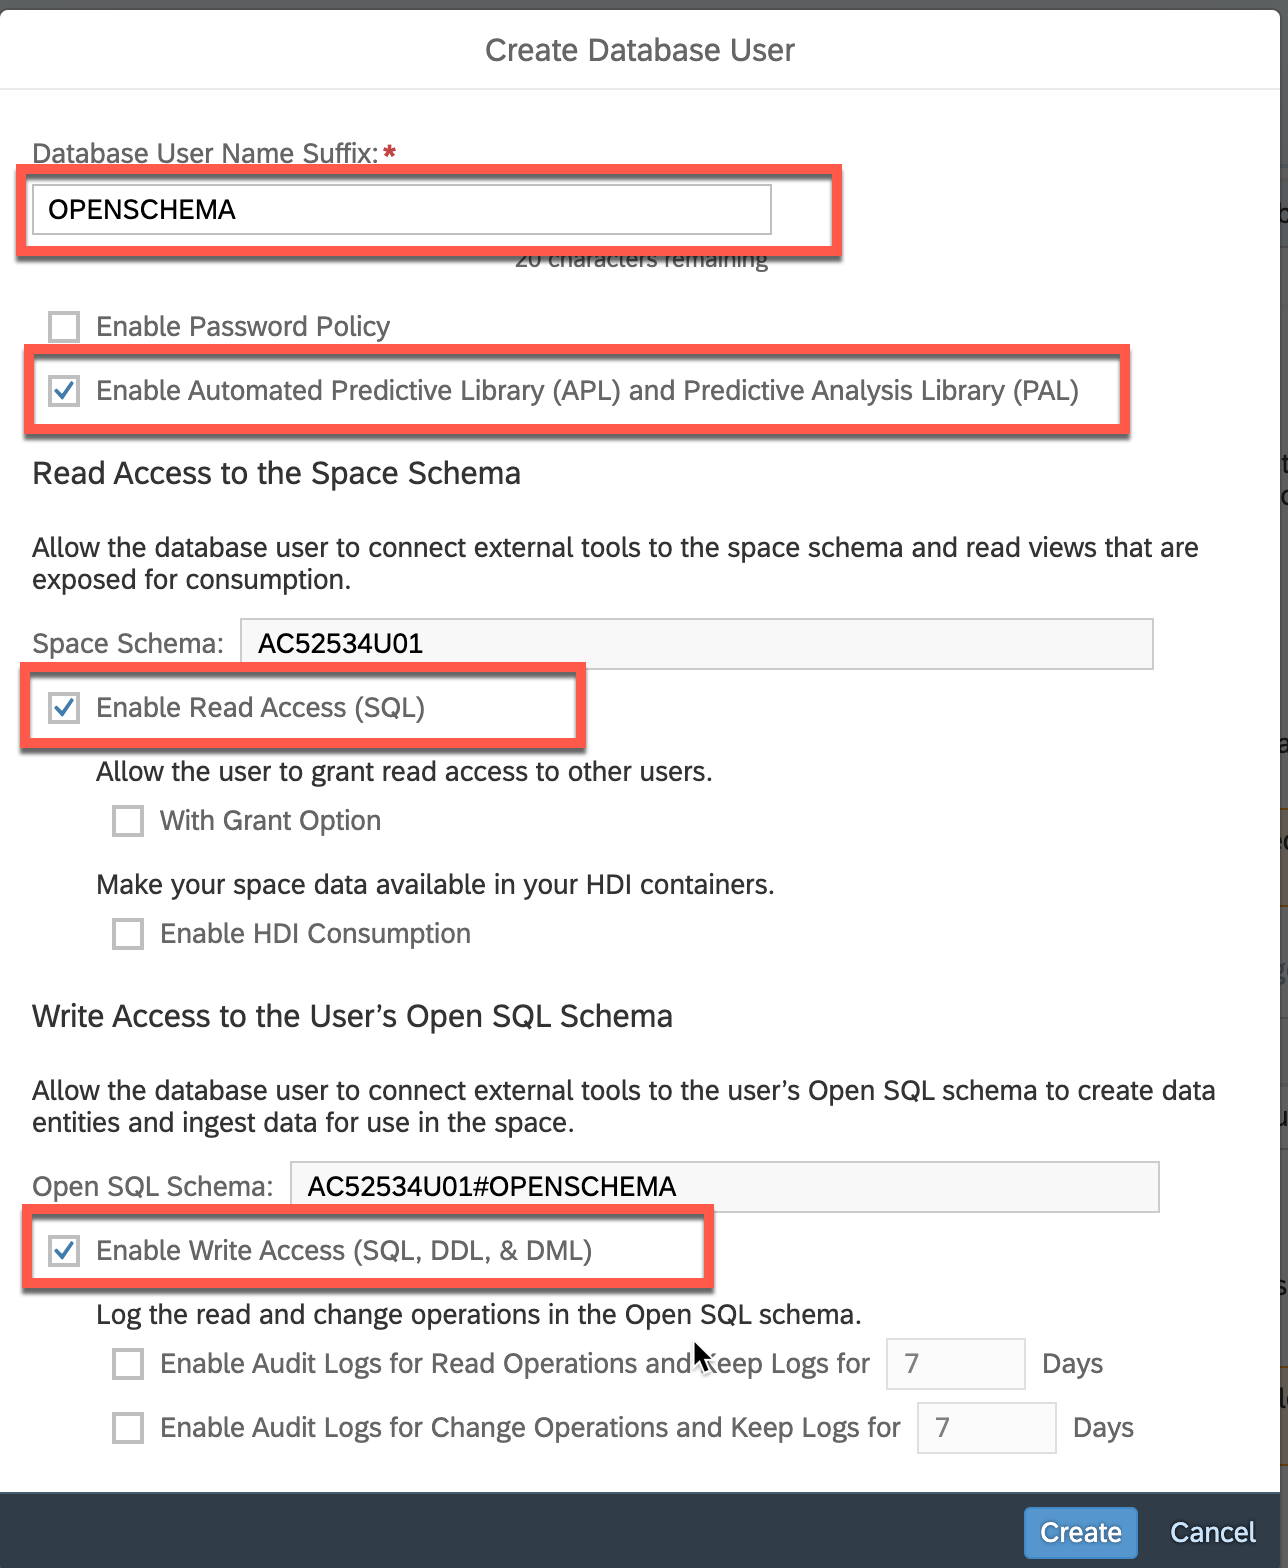 Create Database User
Database User Name Suffix:*
OPENSCHEMA
20 characters remaining
Enable Password Policy
Enable Automated Predictive Library (APL) and Predictive Analysis Library (PAL)
Read Access to the Space Schema
Allow the database user to connect external tools to the space schema and read views that are
exposed for consumption.
Space Schema: AC52534U01
Enable Read Access (SQL)
Allow the user to grant read access to other users.
With Grant Option
Make your space data available in your HDI containers.
Enable HDI Consumption
Write Access to the User’s Open SQL Schema
Allow the database user to connect external tools to the user’s Open SQL schema to create data
entities and ingest data for use in the space.
Open SQL Schema: AC52534U01#OPENSCHEMA
Enable Write Access (SQL, DDL, & DML)
Log the read and change operations in the Open SQL schema.
Enable Audit Logs for Read Operations and Keep Logs for 7 Days
Enable Audit Logs for Change Operations and Keep Logs for 7 Days
Create Cancel